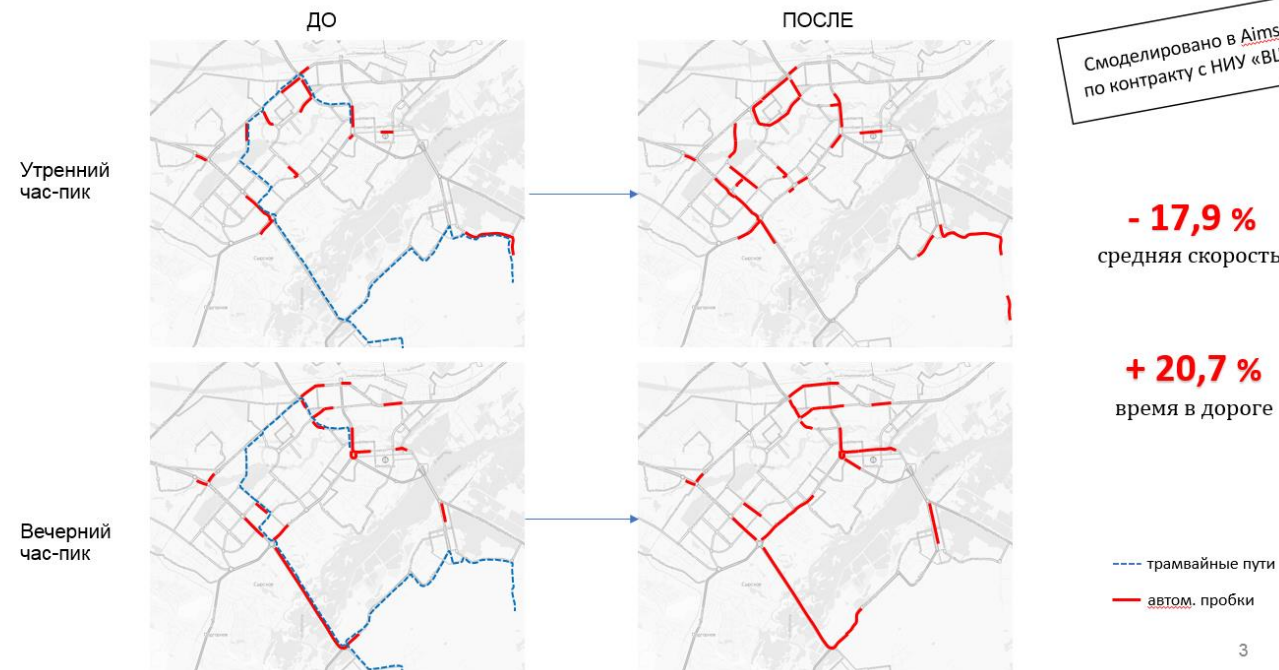 ДО
ПОСЛЕ
Смоделировано в Aims
по контракту с НИУ «ВШ
Утренний
час-пик
- 17,9 %
средняя скорость
+ 20,7 %
время в дороге
Вечерний
час-пик
трамвайные пути
автом. пробки
3